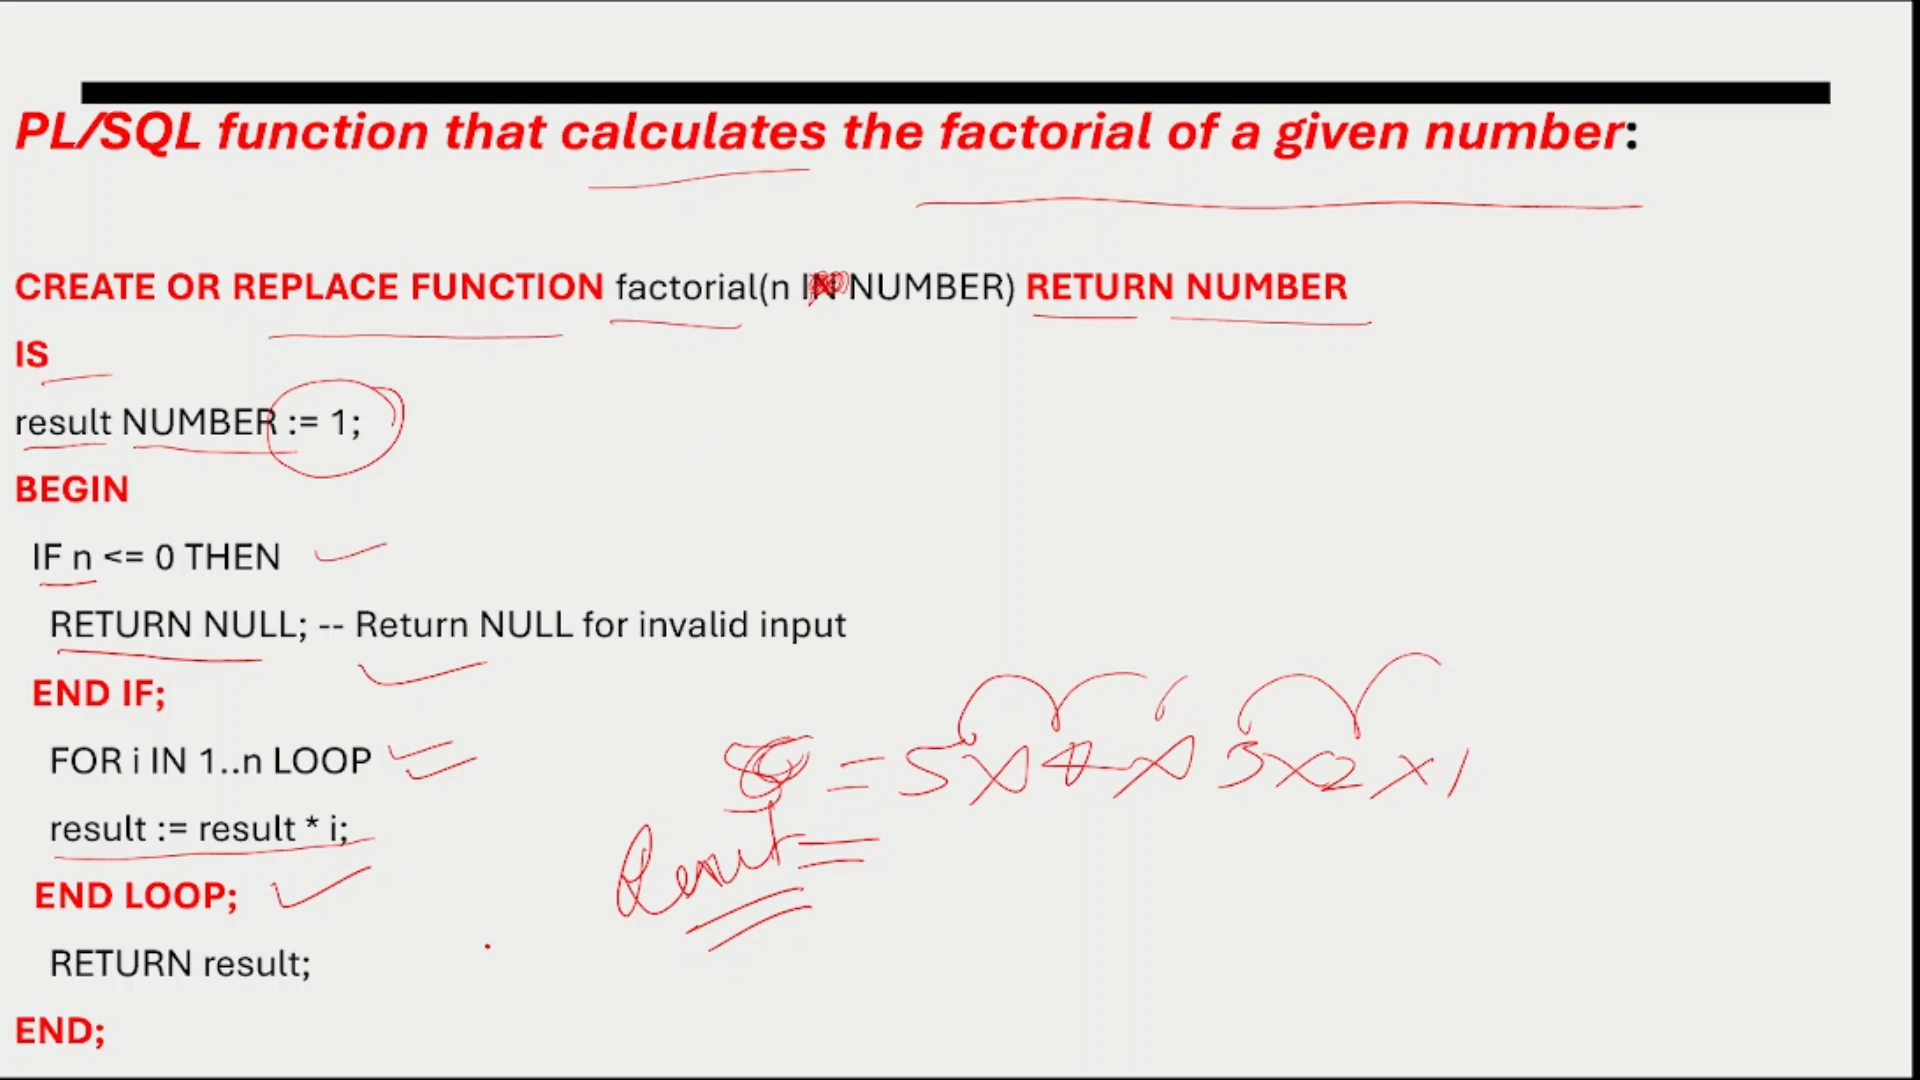 PL/SQL function that calculates the factorial of a given number:
CREATE OR REPLACE FUNCTION factorial(n IN NUMBER) RETURN NUMBER
IS
result NUMBER := 1;
BEGIN
IF n <= 0 THEN
RETURN NULL; -- Return NULL for invalid input
END IF;
FOR i IN 1..n LOOP
= 5 x 4 x 3 x 2 x 1
result := result * i;
Result =
END LOOP;
RETURN result;
END;